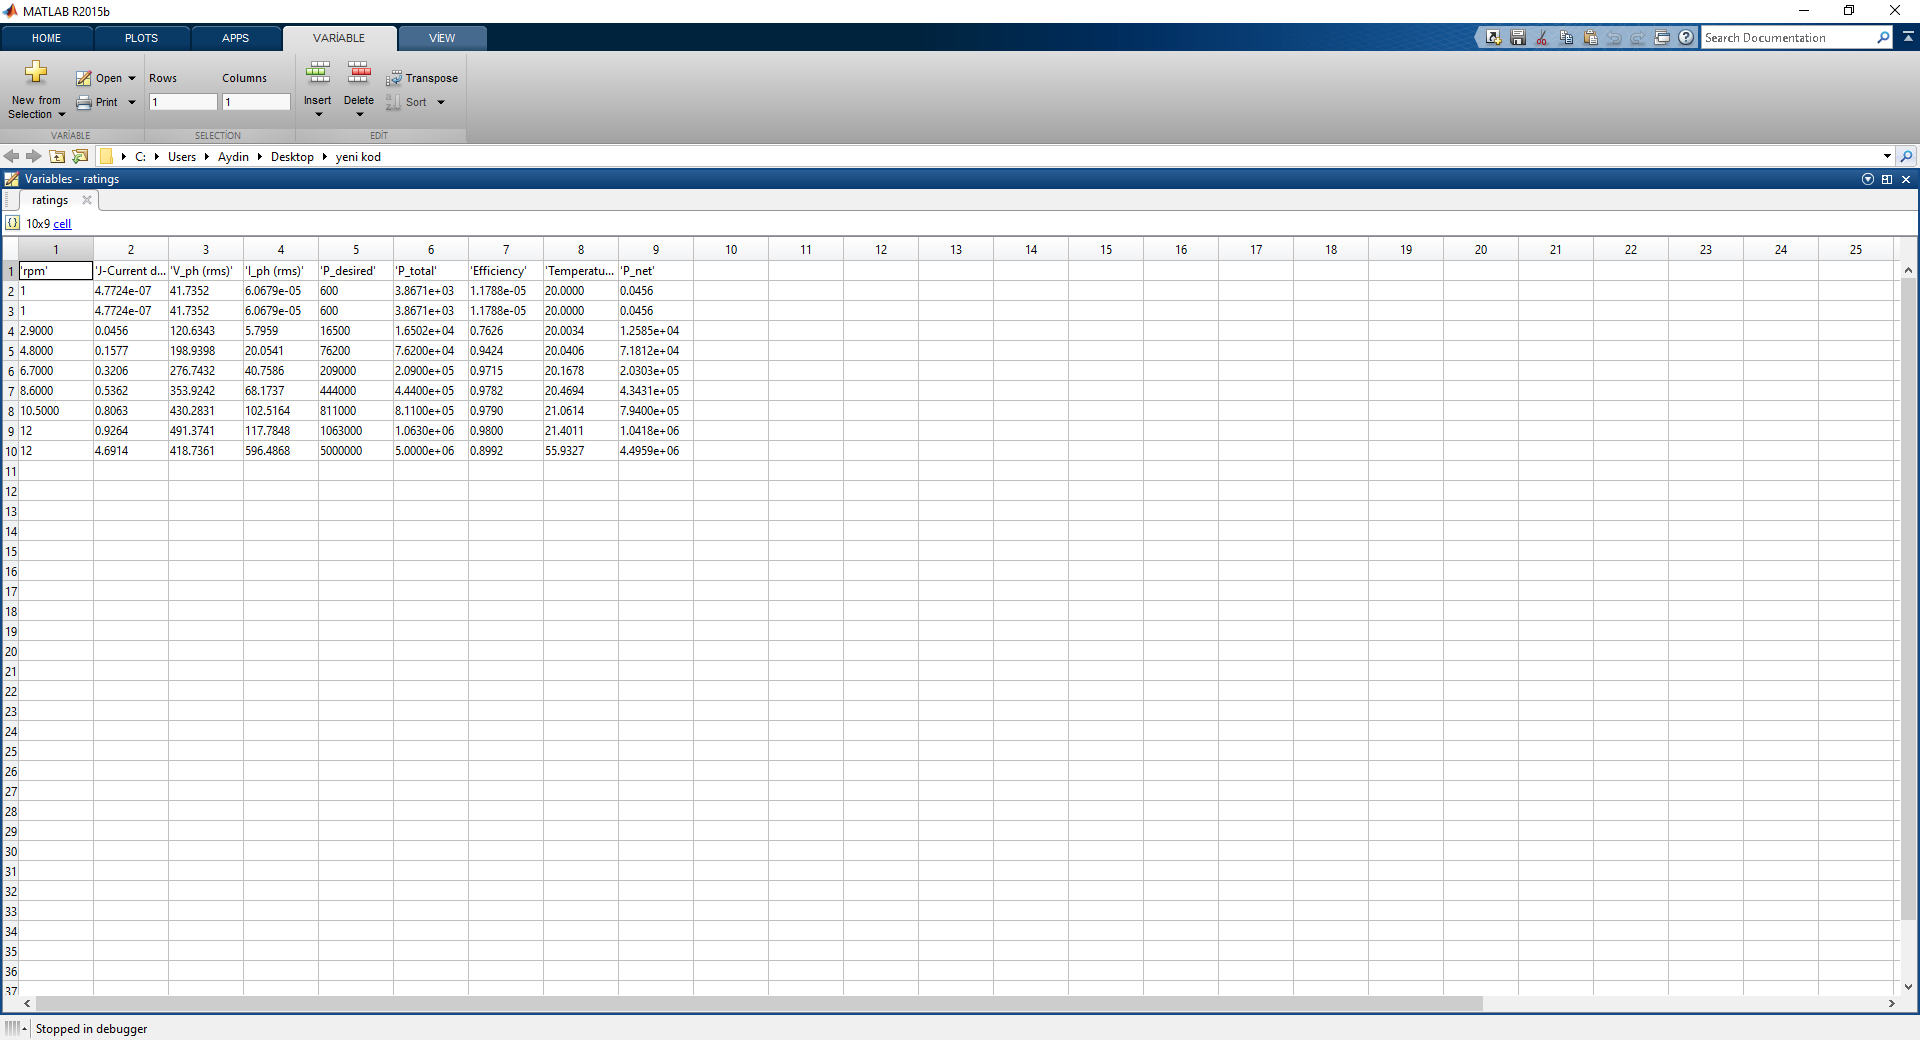 MATLAB R2015b
HOME PLOTS APPS VARİABLE VİEW Search Documentation
New from Selection Open Print Rows Columns 1 1 Insert Delete Transpose Sort
VARİABLE SELECTİON EDİT
C: Users Aydin Desktop yeni kod
Variables - ratings
ratings
10x9 cell
1 2 3 4 5 6 7 8 9 10 11 12 13 14 15 16 17 18 19 20 21 22 23 24 25
1 'rpm' 'J-Current d... 'V_ph (rms)' 'I_ph (rms)' 'P_desired' 'P_total' 'Efficiency' 'Temperatu... 'P_net'
2 1 4.7724e-07 41.7352 6.0679e-05 600 3.8671e+03 1.1788e-05 20.0000 0.0456
3 1 4.7724e-07 41.7352 6.0679e-05 600 3.8671e+03 1.1788e-05 20.0000 0.0456
4 2.9000 0.0456 120.6343 5.7959 16500 1.6502e+04 0.7626 20.0034 1.2585e+04
5 4.8000 0.1577 198.9398 20.0541 76200 7.6200e+04 0.9424 20.0406 7.1812e+04
6 6.7000 0.3206 276.7432 40.7586 209000 2.0900e+05 0.9715 20.1678 2.0303e+05
7 8.6000 0.5362 353.9242 68.1737 444000 4.4400e+05 0.9782 20.4694 4.3431e+05
8 10.5000 0.8063 430.2831 102.5164 811000 8.1100e+05 0.9790 21.0614 7.9400e+05
9 12 0.9264 491.3741 117.7848 1063000 1.0630e+06 0.9800 21.4011 1.0418e+06
10 12 4.6914 418.7361 596.4868 5000000 5.0000e+06 0.8992 55.9327 4.4959e+06
11
12
13
14
15
16
17
18
19
20
21
22
23
24
25
26
27
28
29
30
31
32
33
34
35
36
37
Stopped in debugger